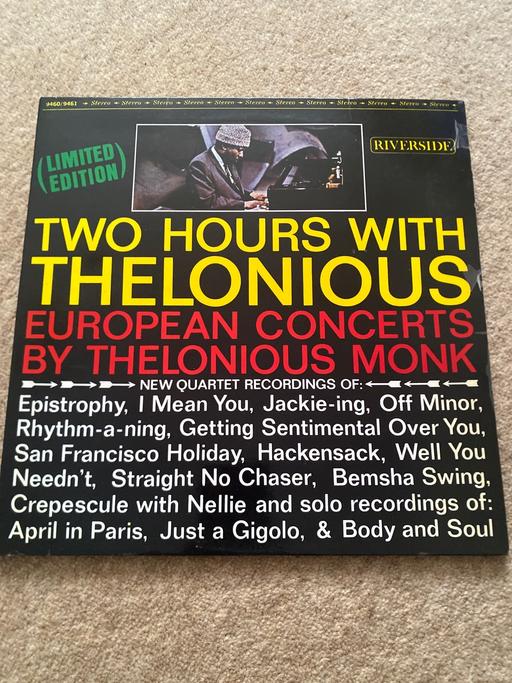 9460/9461 Stereo Stereo Stereo Stereo Stereo Stereo Stereo Stereo Stereo Stereo Stereo Stereo
(LIMITED
EDITION)
RIVERSIDE
TWO HOURS WITH
THELONIOUS
EUROPEAN CONCERTS
BY THELONIOUS MONK
NEW QUARTET RECORDINGS OF:
Epistrophy, I Mean You, Jackie-ing, Off Minor,
Rhythm-a-ning, Getting Sentimental Over You,
San Francisco Holiday, Hackensack, Well You
Needn't, Straight No Chaser, Bemsha Swing,
Crepescule with Nellie and solo recordings of:
April in Paris, Just a Gigolo, & Body and Soul